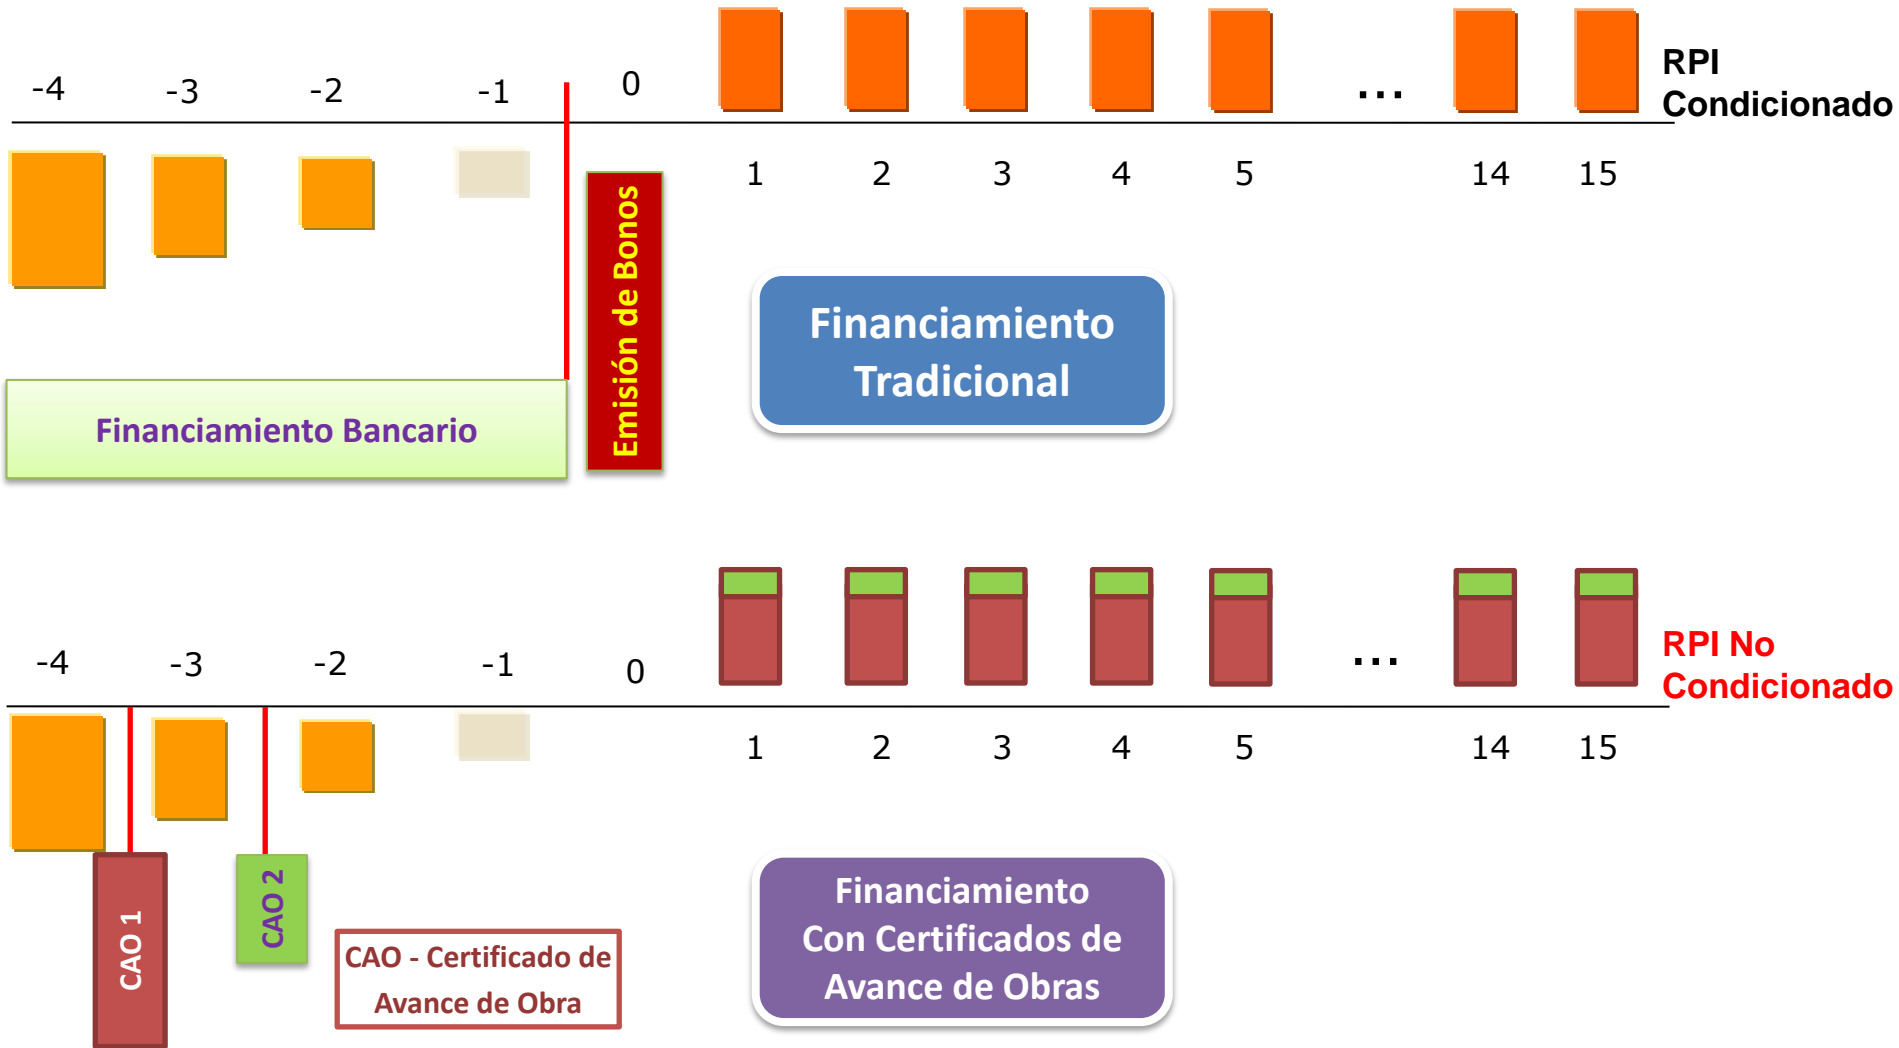 -4 -3 -2 -1 0 ... RPI
Condicionado
1 2 3 4 5 14 15
Emisión de Bonos
Financiamiento
Tradicional
Financiamiento Bancario
-4 -3 -2 -1 0 ... RPI No
Condicionado
1 2 3 4 5 14 15
CAO 1
CAO 2
CAO - Certificado de
Avance de Obra
Financiamiento
Con Certificados de
Avance de Obras